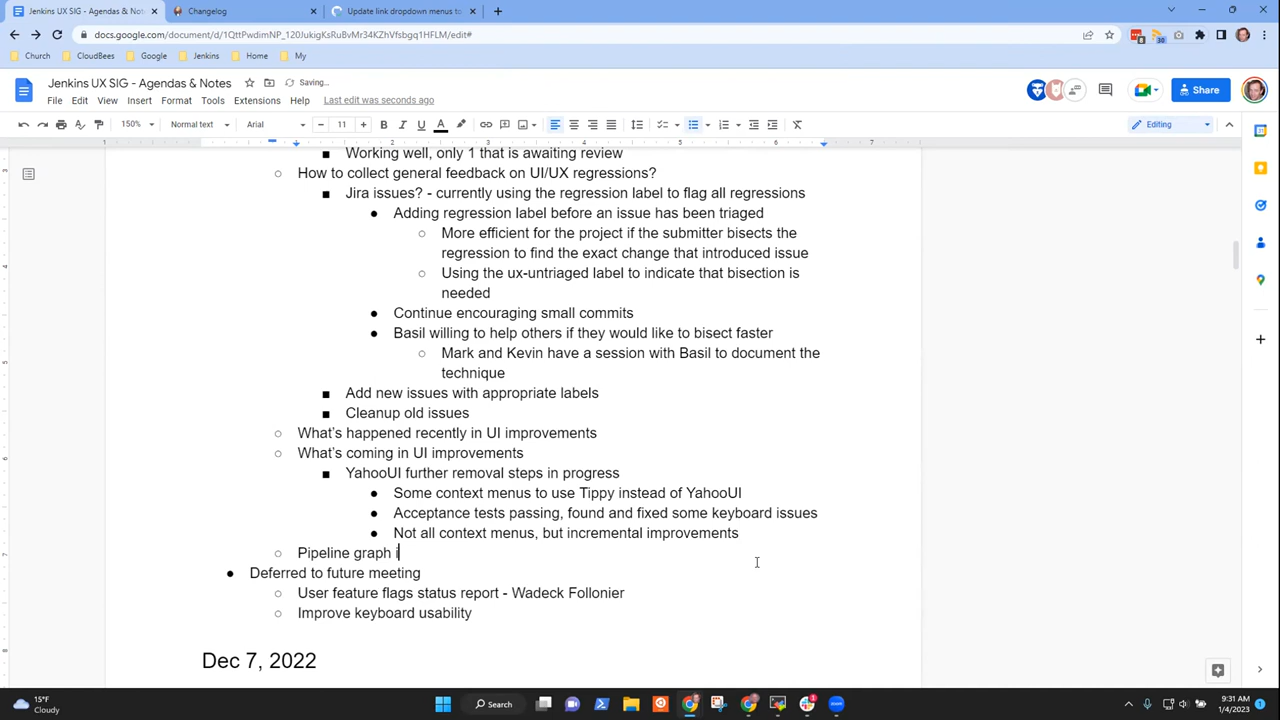 Jenkins UX SIG - Agendas & Notes
Changelog
Update link dropdown menus to
docs.google.com/document/d/1QttPwdimNP_120JukigKsRuBvMr34KZhVfsbgq1HFLM/edit#
Church CloudBees Google Jenkins Home My
Jenkins UX SIG - Agendas & Notes Saving...
File Edit View Insert Format Tools Extensions Help Last edit was seconds ago
Share
150% Normal text Arial 11 Editing
1 2 3 4 5 6 7
Working well, only 1 that is awaiting review
How to collect general feedback on UI/UX regressions?
Jira issues? - currently using the regression label to flag all regressions
Adding regression label before an issue has been triaged
More efficient for the project if the submitter bisects the
regression to find the exact change that introduced issue
Using the ux-untriaged label to indicate that bisection is
needed
Continue encouraging small commits
Basil willing to help others if they would like to bisect faster
Mark and Kevin have a session with Basil to document the
technique
Add new issues with appropriate labels
Cleanup old issues
What's happened recently in UI improvements
What's coming in UI improvements
YahooUI further removal steps in progress
Some context menus to use Tippy instead of YahooUI
Acceptance tests passing, found and fixed some keyboard issues
Not all context menus, but incremental improvements
Pipeline graph i
Deferred to future meeting
User feature flags status report - Wadeck Follonier
Improve keyboard usability
Dec 7, 2022
15°F
Cloudy
Search
9:31 AM
1/4/2023